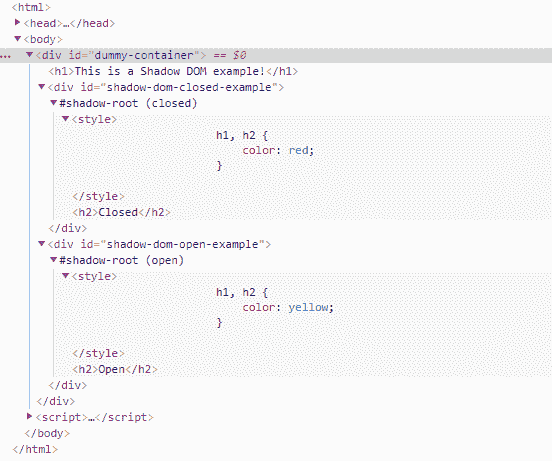 <html>
<head>…</head>
<body>
… <div id="dummy-container"> == $0
<h1>This is a Shadow DOM example!</h1>
<div id="shadow-dom-closed-example">
#shadow-root (closed)
<style>
h1, h2 {
color: red;
}
</style>
<h2>Closed</h2>
</div>
<div id="shadow-dom-open-example">
#shadow-root (open)
<style>
h1, h2 {
color: yellow;
}
</style>
<h2>Open</h2>
</div>
</div>
<script>…</script>
</body>
</html>